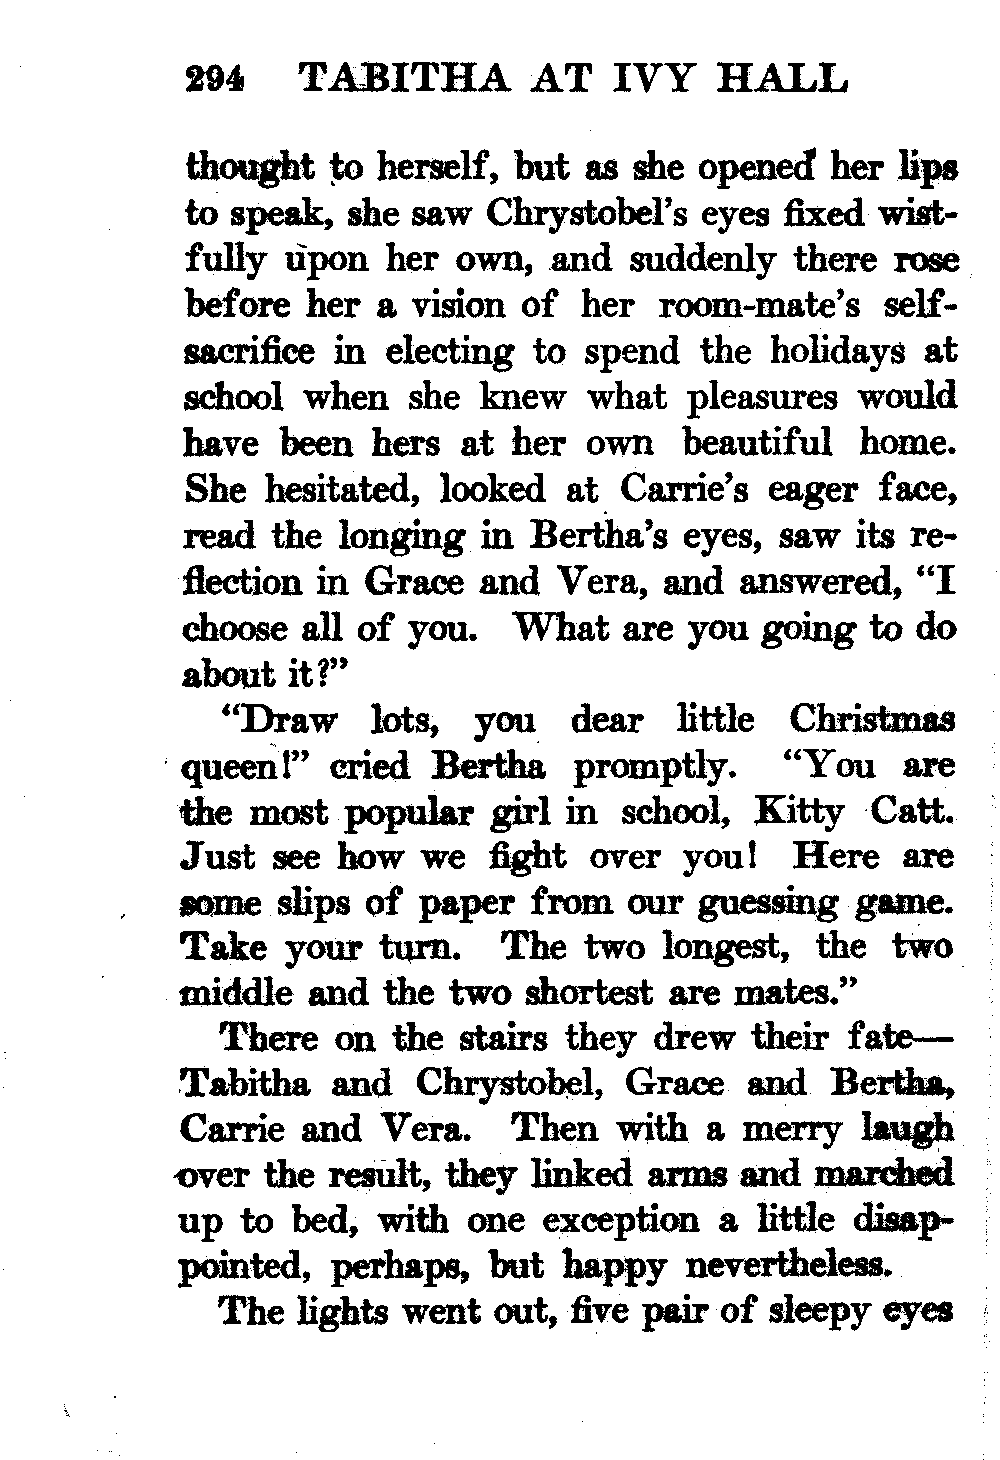 294 TABITHA AT IVY HALL
thought to herself, but as she opened her lips
to speak, she saw Chrystobel's eyes fixed wist-
fully upon her own, and suddenly there rose
before her a vision of her room-mate's self-
sacrifice in electing to spend the holidays at
school when she knew what pleasures would
have been hers at her own beautiful home.
She hesitated, looked at Carrie's eager face,
read the longing in Bertha's eyes, saw its re-
flection in Grace and Vera, and answered, "I
choose all of you. What are you going to do
about it?"
"Draw lots, you dear little Christmas
queen!" cried Bertha promptly. "You are
the most popular girl in school, Kitty Catt.
Just see how we fight over you! Here are
some slips of paper from our guessing game.
Take your turn. The two longest, the two
middle and the two shortest are mates."
There on the stairs they drew their fate—
Tabitha and Chrystobel, Grace and Bertha,
Carrie and Vera. Then with a merry laugh
over the result, they linked arms and marched
up to bed, with one exception a little disap-
pointed, perhaps, but happy nevertheless.
The lights went out, five pair of sleepy eyes